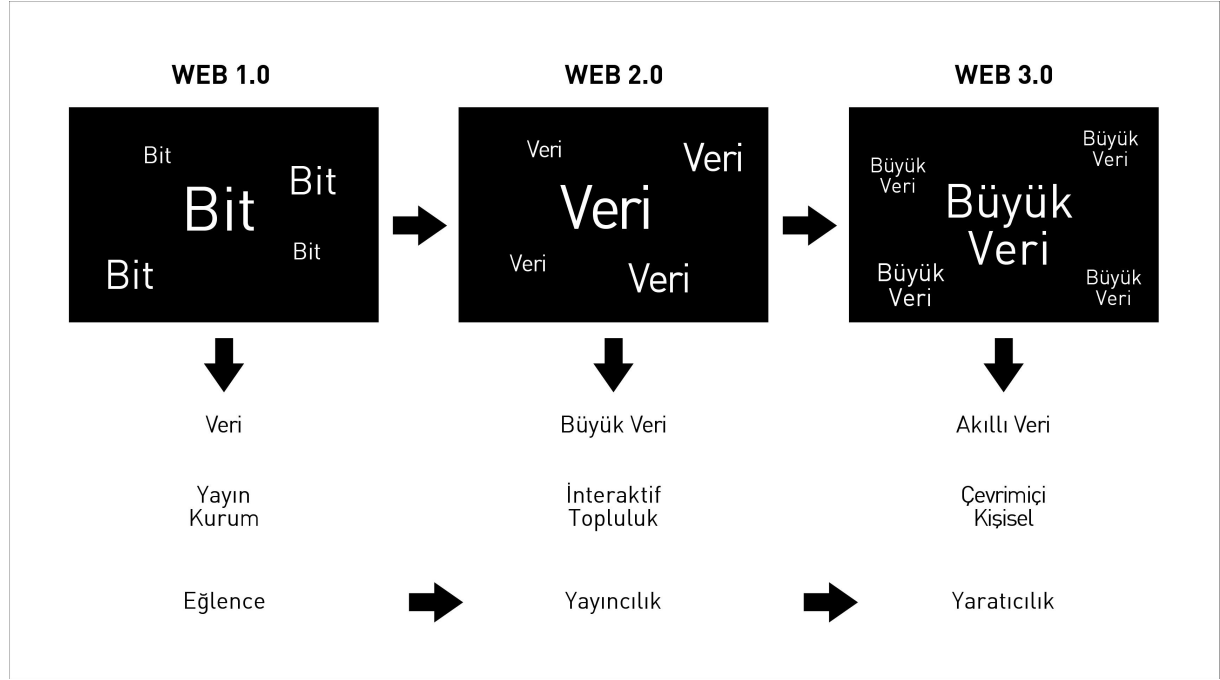 WEB 1.0
WEB 2.0
WEB 3.0
Bit
Bit
Bit
Bit
Bit
Veri
Veri
Veri
Veri
Veri
Büyük
Veri
Büyük
Veri
Büyük
Veri
Büyük
Veri
Büyük
Veri
Veri
Büyük Veri
Akıllı Veri
Yayın
Kurum
İnteraktif
Topluluk
Çevrimiçi
Kişisel
Eğlence
Yayıncılık
Yaratıcılık